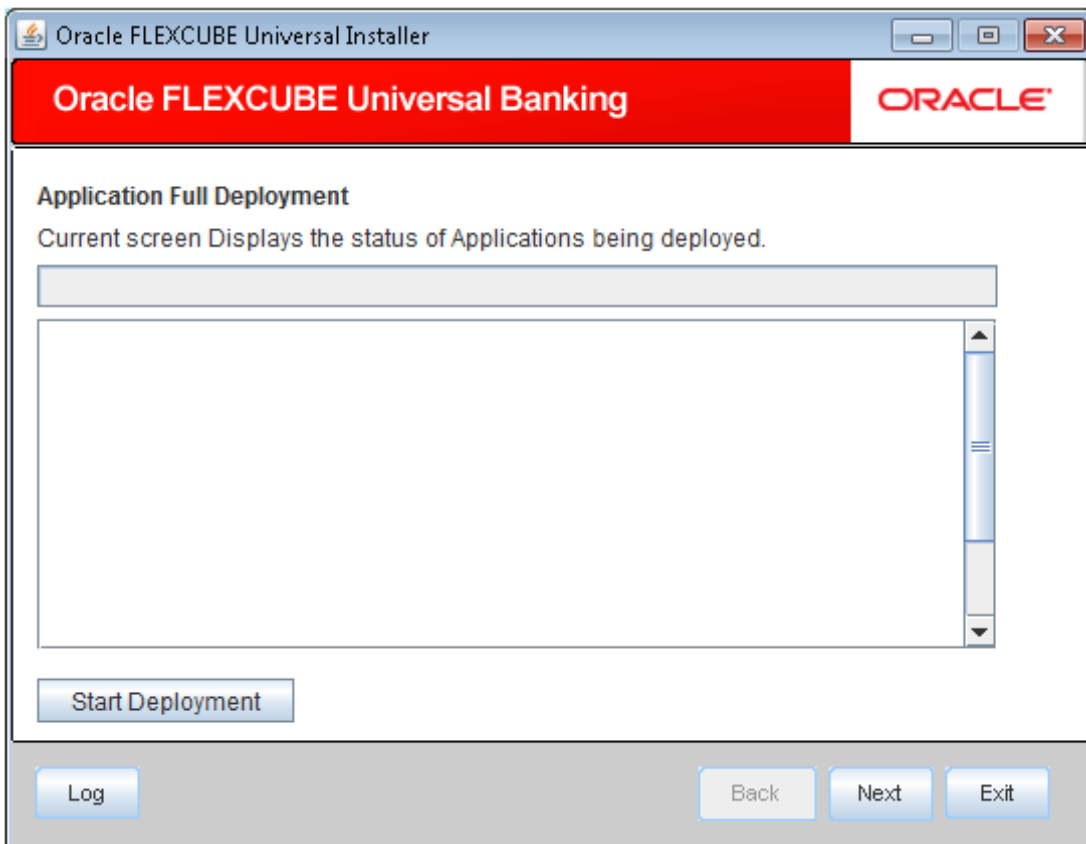 Oracle FLEXCUBE Universal Installer
Oracle FLEXCUBE Universal Banking
ORACLE
Application Full Deployment
Current screen Displays the status of Applications being deployed.
Start Deployment
Log
Back
Next
Exit